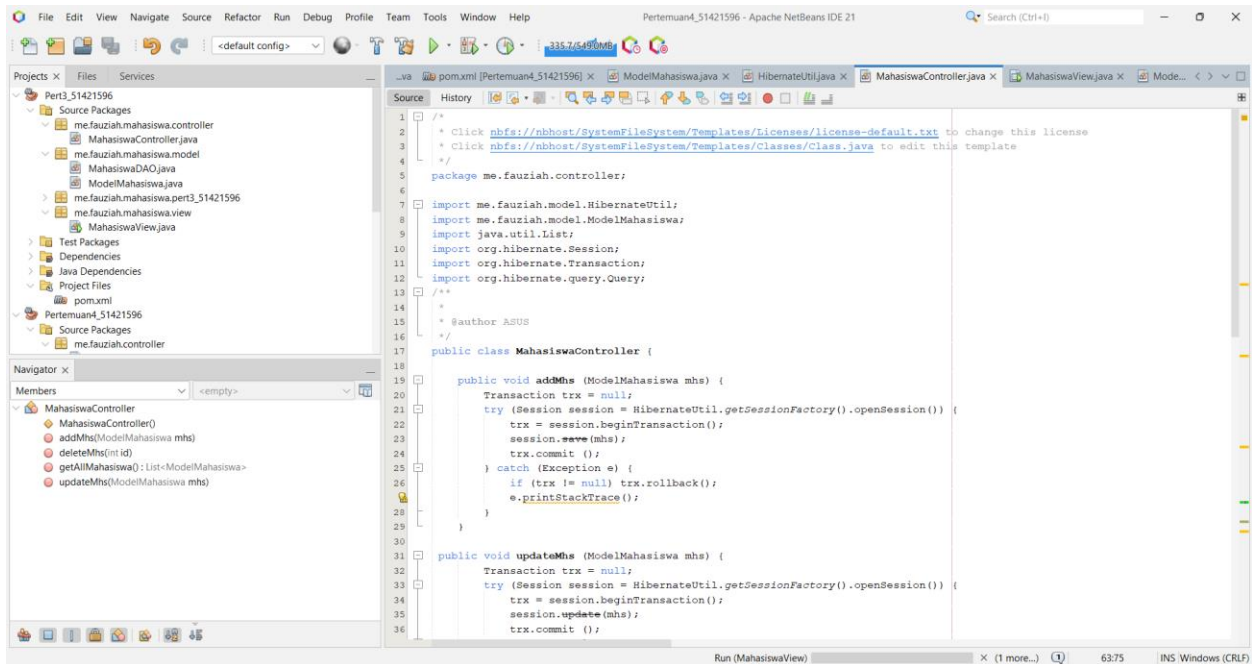 File Edit View Navigate Source Refactor Run Debug Profile Team Tools Window Help Pertemuan4_51421596 - Apache NetBeans IDE 21 Search (Ctrl+I)
<default config> 335.7/549.0MB
Projects Files Services
Pert3_51421596
Source Packages
me.fauziah.mahasiswa.controller
MahasiswaController.java
me.fauziah.mahasiswa.model
MahasiswaDAO.java
ModelMahasiswa.java
me.fauziah.mahasiswa.pert3_51421596
me.fauziah.mahasiswa.view
MahasiswaView.java
Test Packages
Dependencies
Java Dependencies
Project Files
pom.xml
Pertemuan4_51421596
Source Packages
me.fauziah.controller
Navigator
Members <empty>
MahasiswaController
MahasiswaController()
addMhs(ModelMahasiswa mhs)
deleteMhs(int id)
getAllMahasiswa() : List<ModelMahasiswa>
updateMhs(ModelMahasiswa mhs)
...va pom.xml [Pertemuan4_51421596] ModelMahasiswa.java HibernateUtil.java MahasiswaController.java MahasiswaView.java Mode...
Source History
1 /*
2 * Click nbfs://nbhost/SystemFileSystem/Templates/Licenses/license-default.txt to change this license
3 * Click nbfs://nbhost/SystemFileSystem/Templates/Classes/Class.java to edit this template
4 */
5 package me.fauziah.controller;
6
7 import me.fauziah.model.HibernateUtil;
8 import me.fauziah.model.ModelMahasiswa;
9 import java.util.List;
10 import org.hibernate.Session;
11 import org.hibernate.Transaction;
12 import org.hibernate.query.Query;
13 /**
14 *
15 * @author ASUS
16 */
17 public class MahasiswaController {
18
19 public void addMhs (ModelMahasiswa mhs) {
20 Transaction trx = null;
21 try (Session session = HibernateUtil.getSessionFactory().openSession()) {
22 trx = session.beginTransaction();
23 session.save(mhs);
24 trx.commit ();
25 } catch (Exception e) {
26 if (trx != null) trx.rollback();
e.printStackTrace();
28 }
29 }
30
31 public void updateMhs (ModelMahasiswa mhs) {
32 Transaction trx = null;
33 try (Session session = HibernateUtil.getSessionFactory().openSession()) {
34 trx = session.beginTransaction();
35 session.update(mhs);
36 trx.commit ();
Run (MahasiswaView) (1 more...) 1 63:75 INS Windows (CRLF)